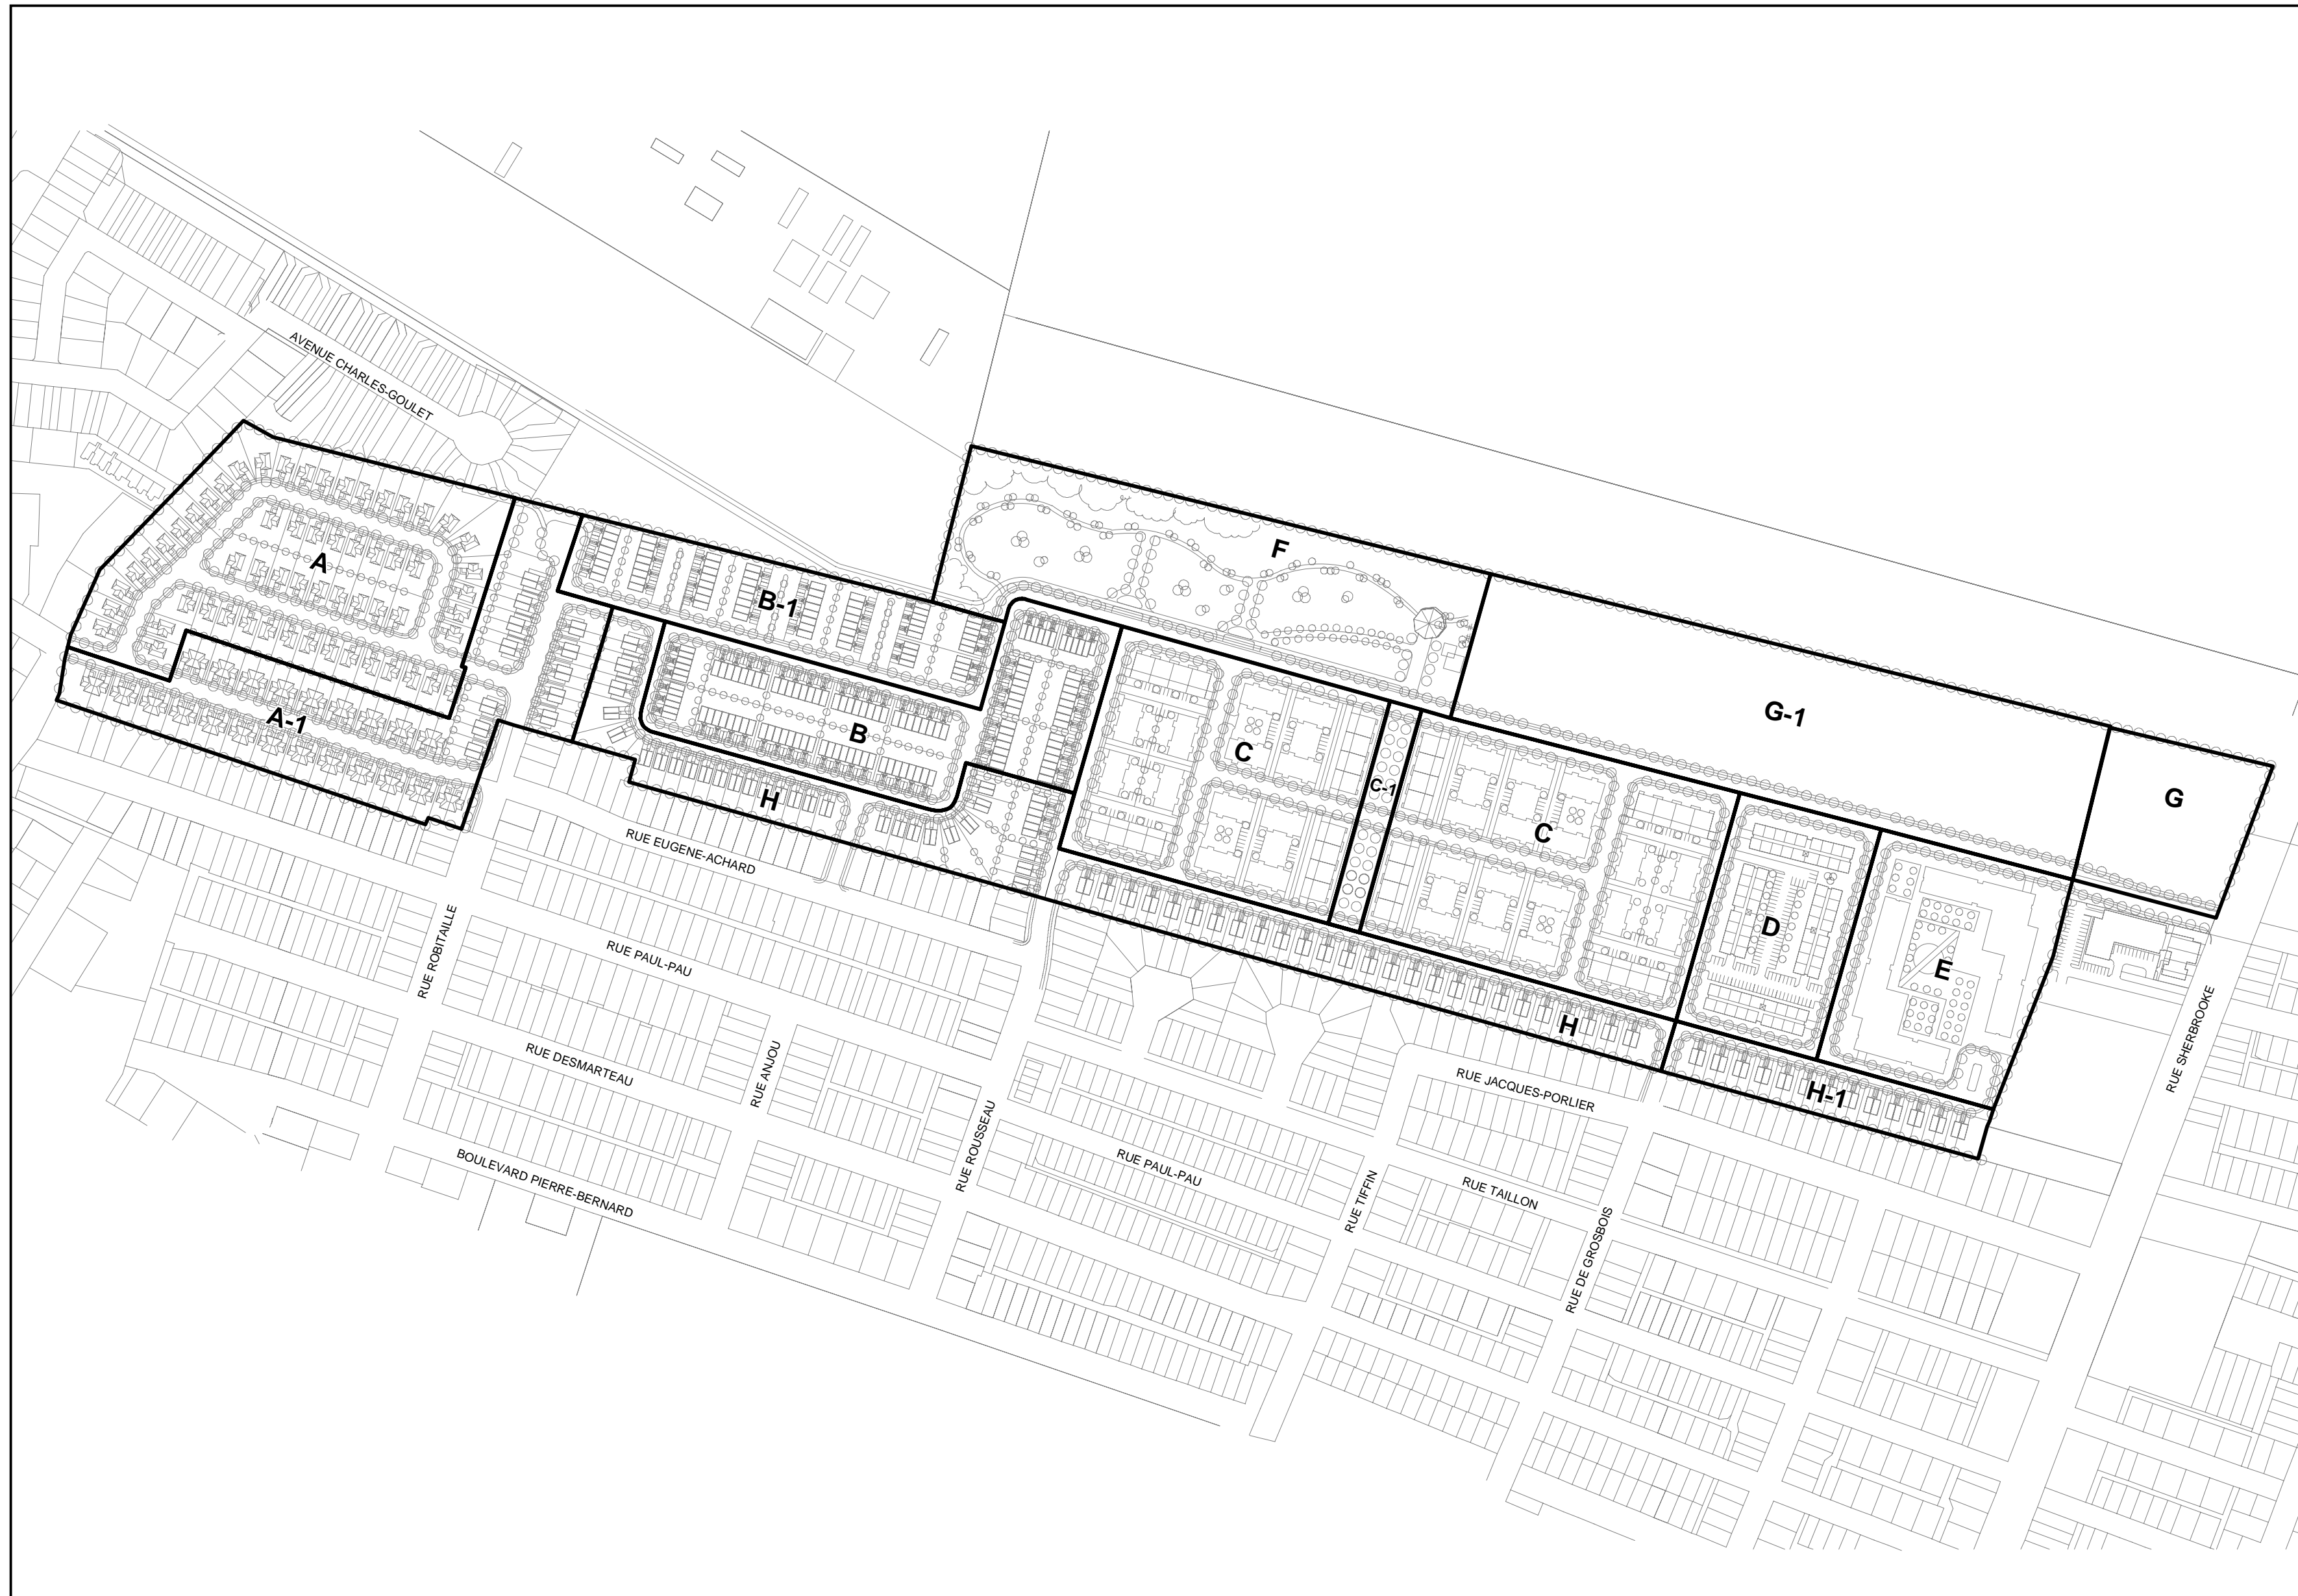 AVENUE CHARLES-GOULET
F
A
B-1
G-1
A-1
B
C
C-1
G
H
C
RUE EUGENE-ACHARD
D
RUE ROBITAILLE
RUE PAUL-PAU
E
H
RUE SHERBROOKE
RUE DESMARTEAU
RUE ANJOU
RUE JACQUES-PORLIER
H-1
RUE ROUSSEAU
BOULEVARD PIERRE-BERNARD
RUE PAUL-PAU
RUE TIFFIN
RUE TAILLON
RUE DE GROSBOIS